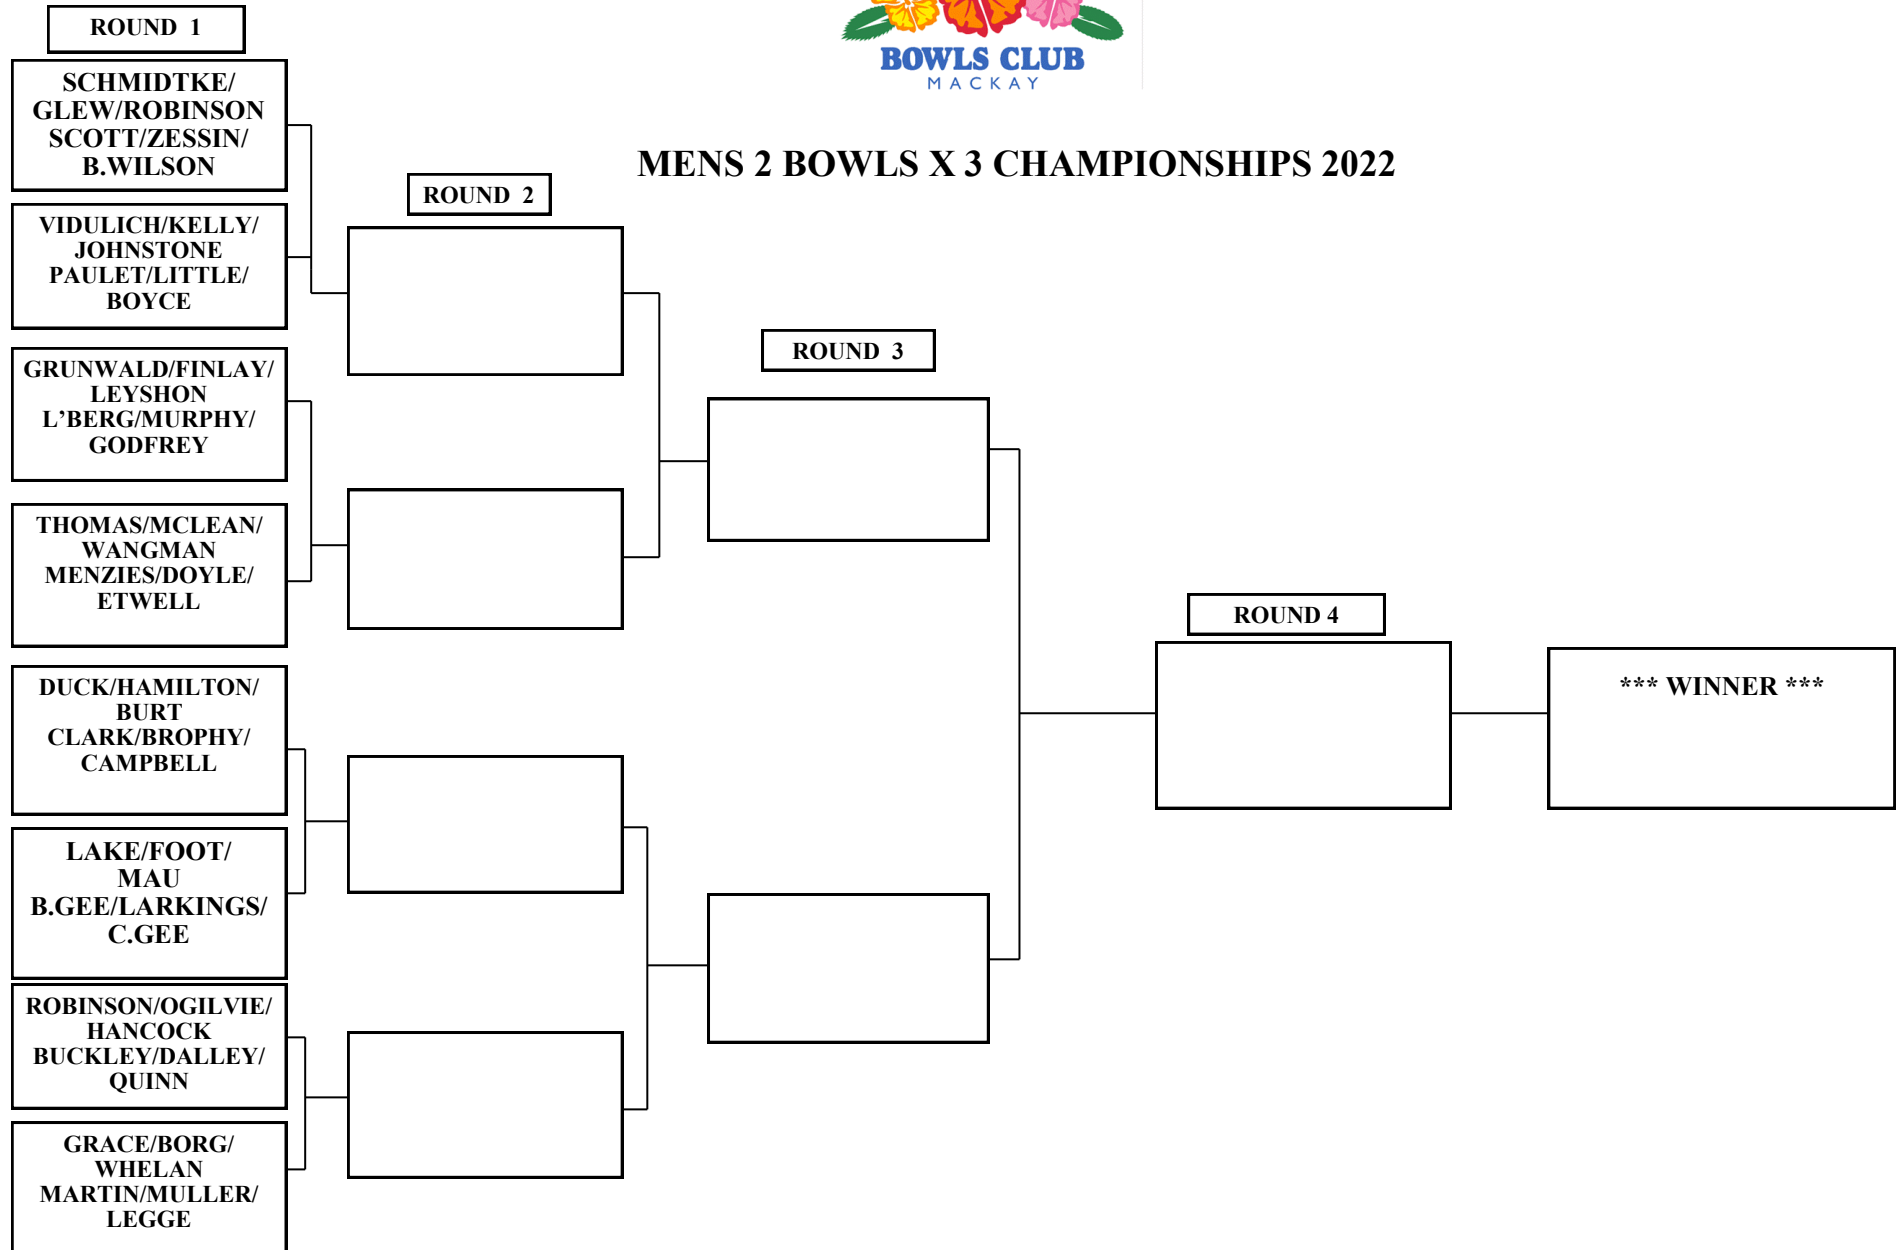 BOWLS CLUB
MACKAY
MENS 2 BOWLS X 3 CHAMPIONSHIPS 2022
ROUND 1
SCHMIDTKE/
GLEW/ROBINSON
SCOTT/ZESSIN/
B.WILSON
VIDULICH/KELLY/
JOHNSTONE
PAULET/LITTLE/
BOYCE
GRUNWALD/FINLAY/
LEYSHON
L’BERG/MURPHY/
GODFREY
THOMAS/MCLEAN/
WANGMAN
MENZIES/DOYLE/
ETWELL
DUCK/HAMILTON/
BURT
CLARK/BROPHY/
CAMPBELL
LAKE/FOOT/
MAU
B.GEE/LARKINGS/
C.GEE
ROBINSON/OGILVIE/
HANCOCK
BUCKLEY/DALLEY/
QUINN
GRACE/BORG/
WHELAN
MARTIN/MULLER/
LEGGE
ROUND 2
ROUND 3
ROUND 4
*** WINNER ***